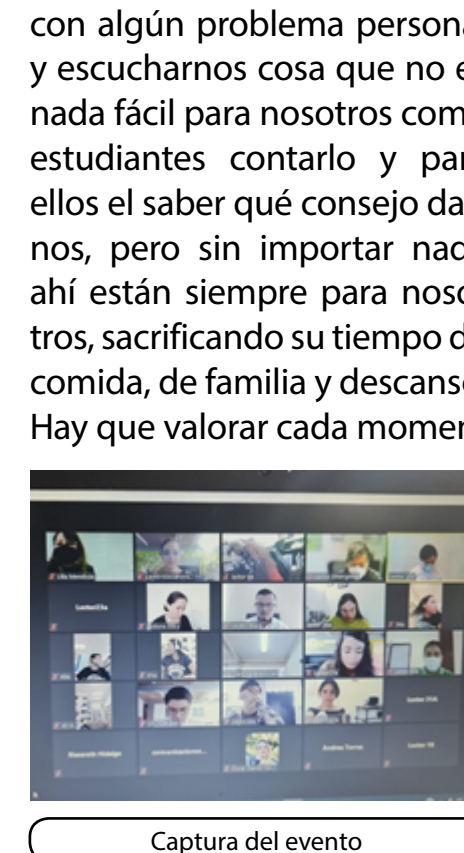 con algún problema persona
y escucharnos cosa que no e
nada fácil para nosotros com
estudiantes contarlo y par
ellos el saber qué consejo da
nos, pero sin importar nad
ahí están siempre para noso
tros, sacrificando su tiempo d
comida, de familia y descanso
Hay que valorar cada momen
Captura del evento